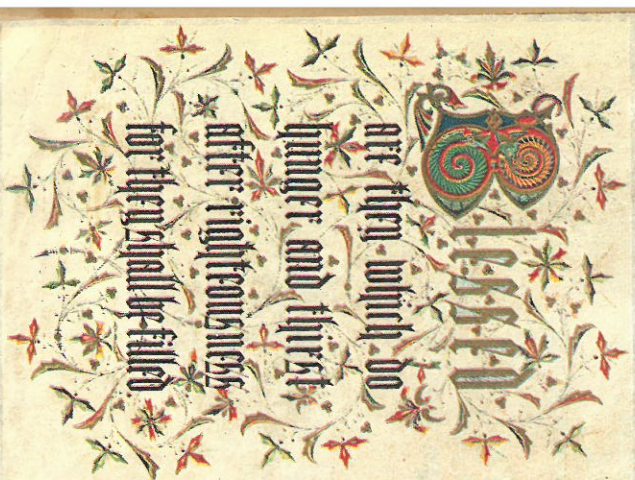 Blessed
are they which do
hunger and thirst
after righteousness
for they shall be filled